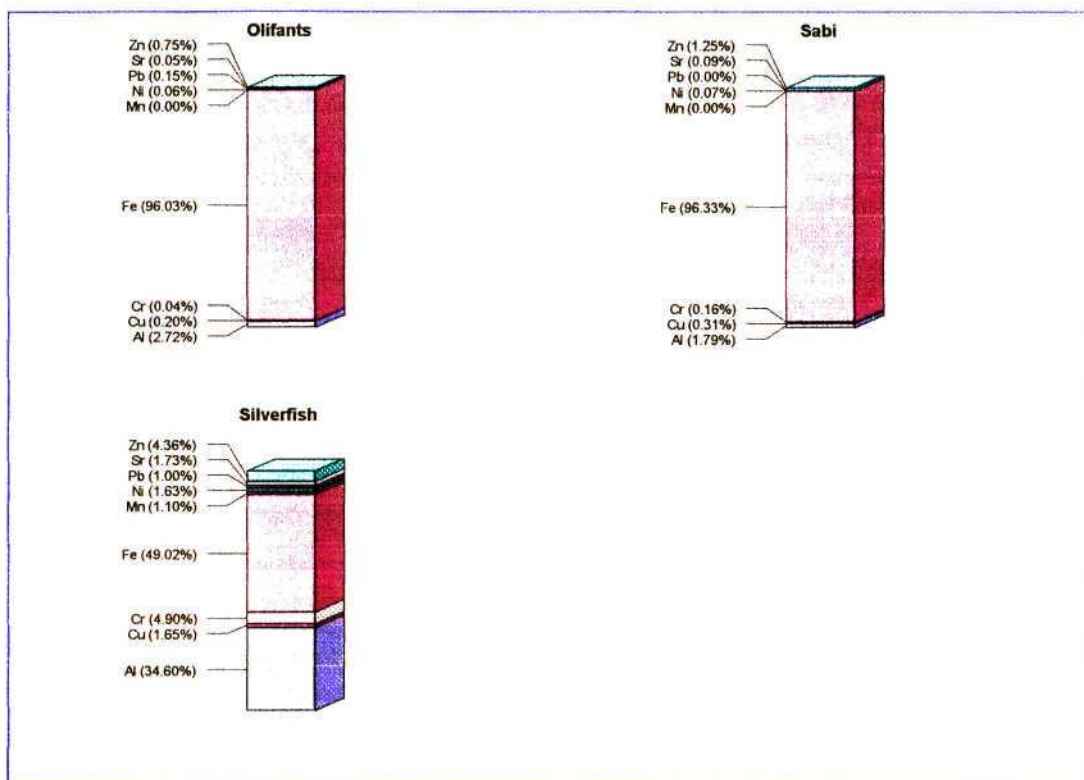 Olifants
Zn (0.75%)
Sr (0.05%)
Pb (0.15%)
Ni (0.06%)
Mn (0.00%)
Fe (96.03%)
Cr (0.04%)
Cu (0.20%)
Al (2.72%)
Sabi
Zn (1.25%)
Sr (0.09%)
Pb (0.00%)
Ni (0.07%)
Mn (0.00%)
Fe (96.33%)
Cr (0.16%)
Cu (0.31%)
Al (1.79%)
Silverfish
Zn (4.36%)
Sr (1.73%)
Pb (1.00%)
Ni (1.63%)
Mn (1.10%)
Fe (49.02%)
Cr (4.90%)
Cu (1.65%)
Al (34.60%)